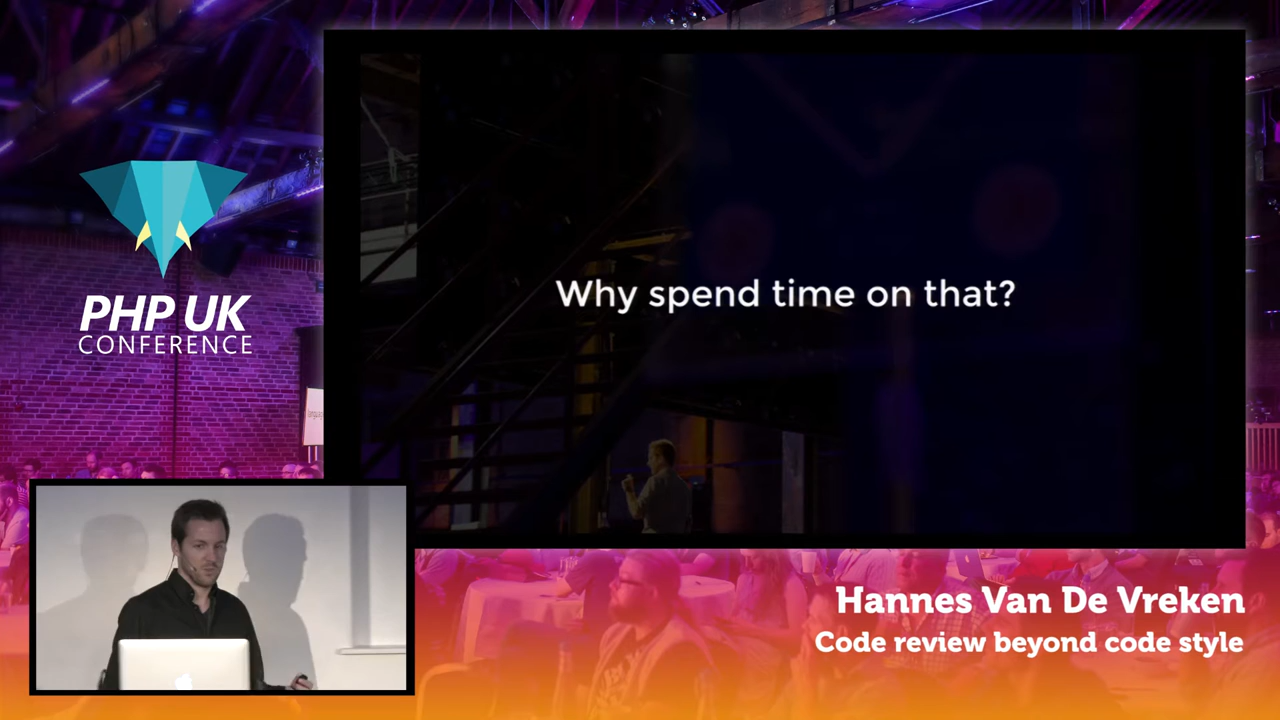 PHP UK
CONFERENCE
Why spend time on that?
Hannes Van De Vreken
Code review beyond code style